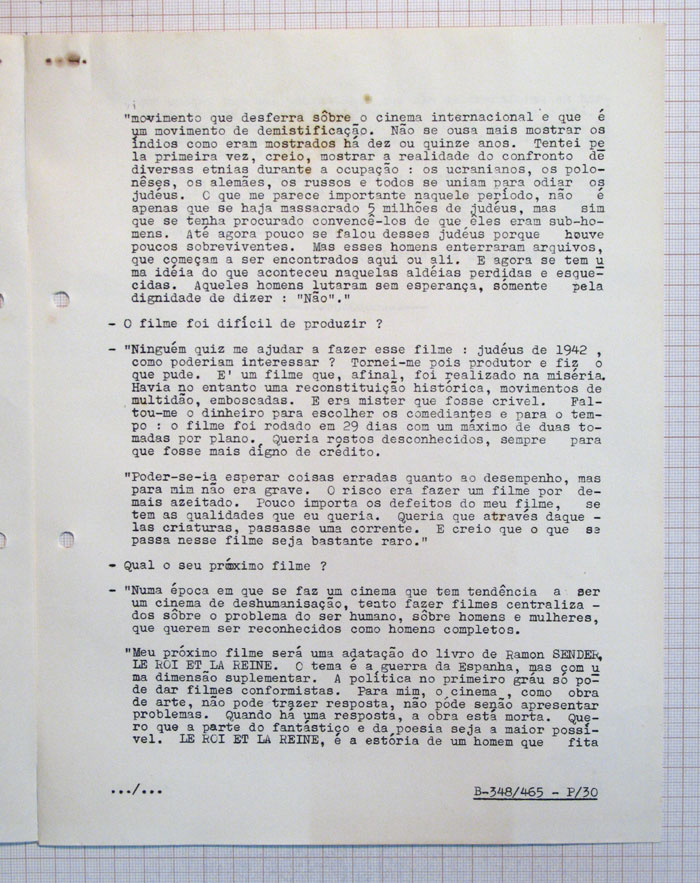 "movimento que desferra sôbre o cinema internacional e que é
um movimento de demistificação. Não se ousa mais mostrar os
índios como eram mostrados há dez ou quinze anos. Tentei pe
la primeira vez, creio, mostrar a realidade do confronto de
diversas etnias durante a ocupação : os ucranianos, os polo-
nêses, os alemães, os russos e todos se uniam para odiar os
judéus. O que me parece importante naquele período, não é
apenas que se haja massacrado 5 milhões de judéus, mas sim
que se tenha procurado convencê-los de que êles eram sub-ho-
mens. Até agora pouco se falou desses judéus porque houve
poucos sobreviventes. Mas esses homens enterraram arquivos,
que começam a ser encontrados aqui ou ali. E agora se tem u
ma idéia do que aconteceu naquelas aldéias perdidas e esque-
cidas. Aqueles homens lutaram sem esperança, sòmente pela
dignidade de dizer : "Não"."
- O filme foi difícil de produzir ?
- "Ninguém quiz me ajudar a fazer esse filme : judéus de 1942 ,
como poderiam interessar ? Tornei-me pois produtor e fiz o
que pude. E' um filme que, afinal, foi realizado na miséria.
Havia no entanto uma reconstituição histórica, movimentos de
multidão, emboscadas. E era mister que fosse crivel. Fal-
tou-me o dinheiro para escolher os comediantes e para o tem-
po : o filme foi rodado em 29 dias com um máximo de duas to-
madas por plano. Queria rostos desconhecidos, sempre para
que fosse mais digno de crédito.
"Poder-se-ia esperar coisas erradas quanto ao desempenho, mas
para mim não era grave. O risco era fazer um filme por de-
mais azeitado. Pouco importa os defeitos do meu filme, se
tem as qualidades que eu queria. Queria que através daque -
las criaturas, passasse uma corrente. E creio que o que se
passa nesse filme seja bastante raro."
- Qual o seu próximo filme ?
- "Numa época em que se faz um cinema que tem tendência a ser
um cinema de deshumanisação, tento fazer filmes centraliza -
dos sôbre o problema do ser humano, sôbre homens e mulheres,
que querem ser reconhecidos como homens completos.
"Meu próximo filme será uma adatação do livro de Ramon SENDER,
LE ROI ET LA REINE. O tema é a guerra da Espanha, mas com u
ma dimensão suplementar. A política no primeiro gráu só po-
de dar filmes conformistas. Para mim, o cinema , como obra
de arte, não pode trazer resposta, não póde senão apresentar
problemas. Quando há uma resposta, a obra está morta. Que-
ro que a parte do fantástico e da poesia seja a maior possí-
vel. LE ROI ET LA REINE, é a estória de um homem que fita
.../...
B-348/465 - P/30